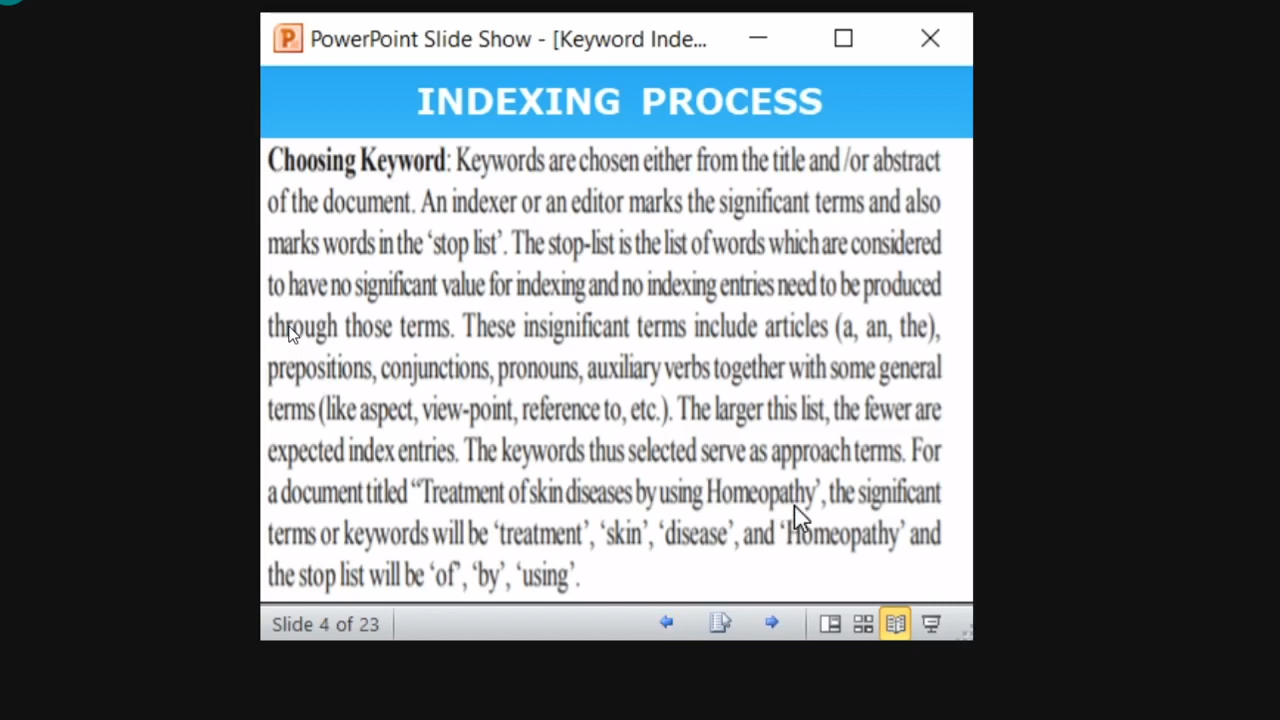 PowerPoint Slide Show - [Keyword Inde...
INDEXING PROCESS
Choosing Keyword: Keywords are chosen either from the title and /or abstract
of the document. An indexer or an editor marks the significant terms and also
marks words in the ‘stop list’. The stop-list is the list of words which are considered
to have no significant value for indexing and no indexing entries need to be produced
through those terms. These insignificant terms include articles (a, an, the),
prepositions, conjunctions, pronouns, auxiliary verbs together with some general
terms (like aspect, view-point, reference to, etc.). The larger this list, the fewer are
expected index entries. The keywords thus selected serve as approach terms. For
a document titled “Treatment of skin diseases by using Homeopathy’, the significant
terms or keywords will be ‘treatment’, ‘skin’, ‘disease’, and ‘Homeopathy’ and
the stop list will be ‘of’, ‘by’, ‘using’.
Slide 4 of 23